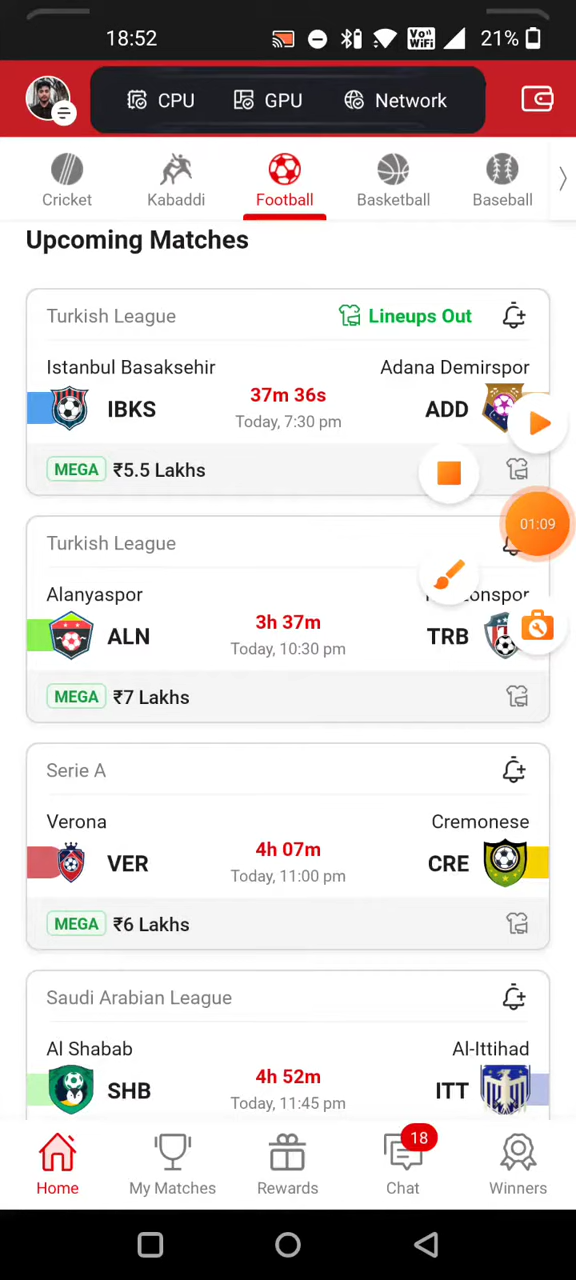 18:52
Vo
WiFi
21%
CPU
GPU
Network
Cricket
Kabaddi
Football
Basketball
Baseball
Upcoming Matches
Turkish League
Lineups Out
Istanbul Basaksehir
Adana Demirspor
IBKS
37m 36s
ADD
Today, 7:30 pm
MEGA ₹5.5 Lakhs
Turkish League
01:09
Alanyaspor
onspor
ALN
3h 37m
TRB
Today, 10:30 pm
MEGA ₹7 Lakhs
Serie A
Verona
Cremonese
VER
4h 07m
CRE
Today, 11:00 pm
MEGA ₹6 Lakhs
Saudi Arabian League
Al Shabab
Al-Ittihad
SHB
4h 52m
ITT
Today, 11:45 pm
18
Home
My Matches
Rewards
Chat
Winners